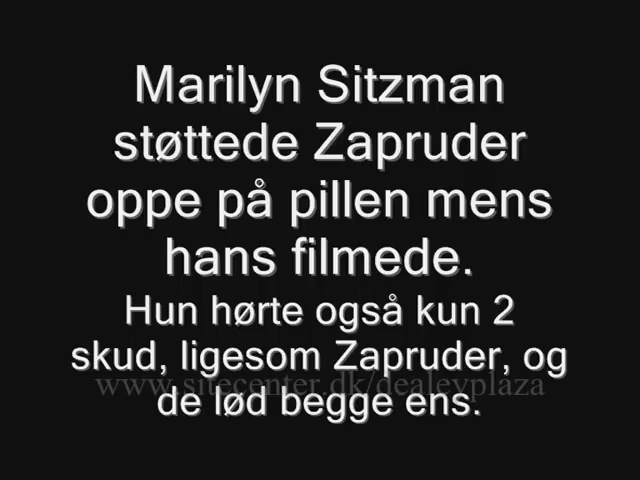 Marilyn Sitzman
støttede Zapruder
oppe på pillen mens
hans filmede.
Hun hørte også kun 2
skud, ligesom Zapruder, og
www.sitecenter.dk/dealeyplaza
de lød begge ens.